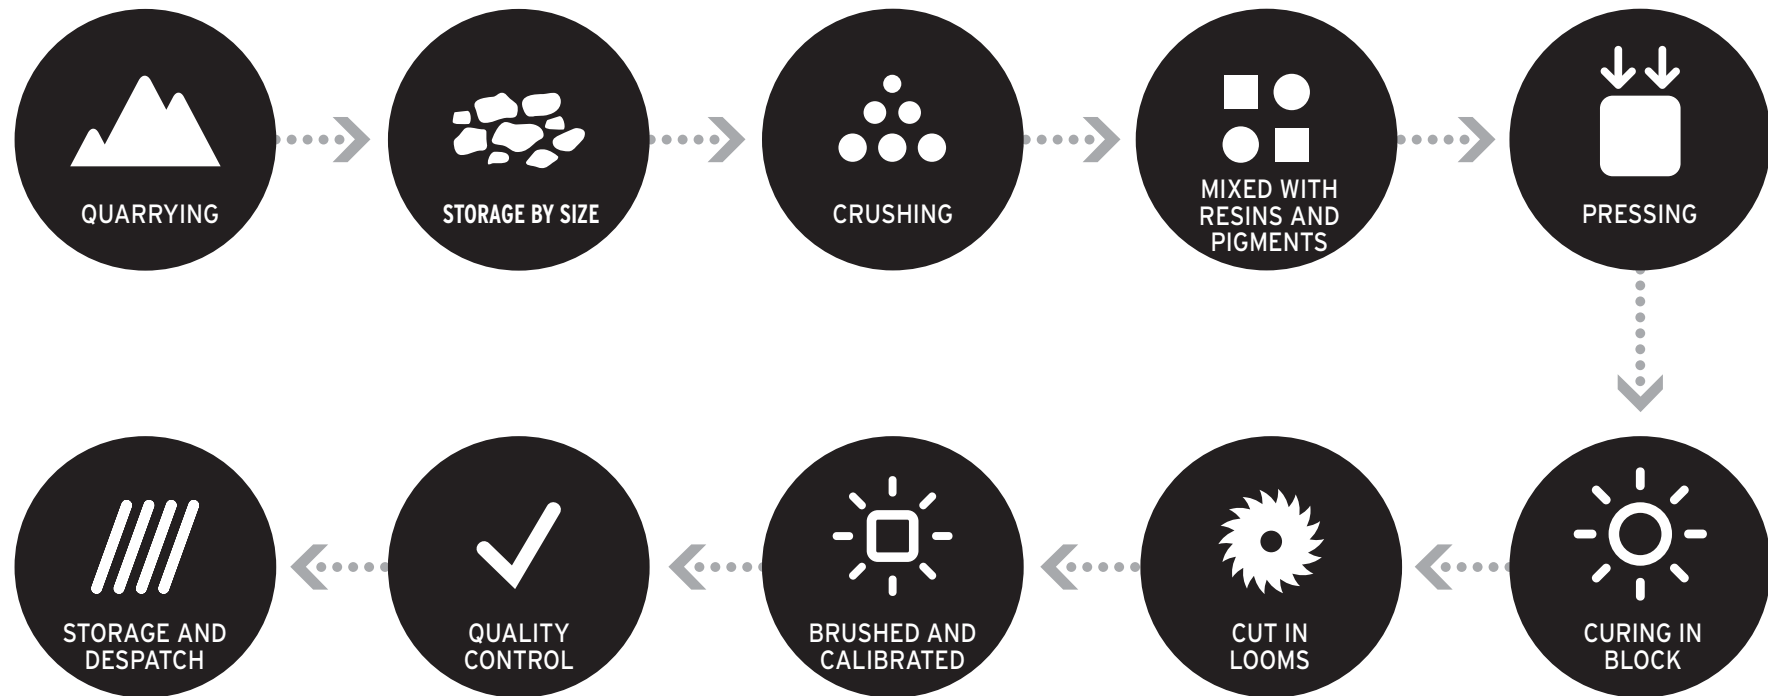 QUARRYING
STORAGE BY SIZE
CRUSHING
MIXED WITH
RESINS AND
PIGMENTS
PRESSING
CURING IN
BLOCK
CUT IN
LOOMS
BRUSHED AND
CALIBRATED
QUALITY
CONTROL
STORAGE AND
DESPATCH